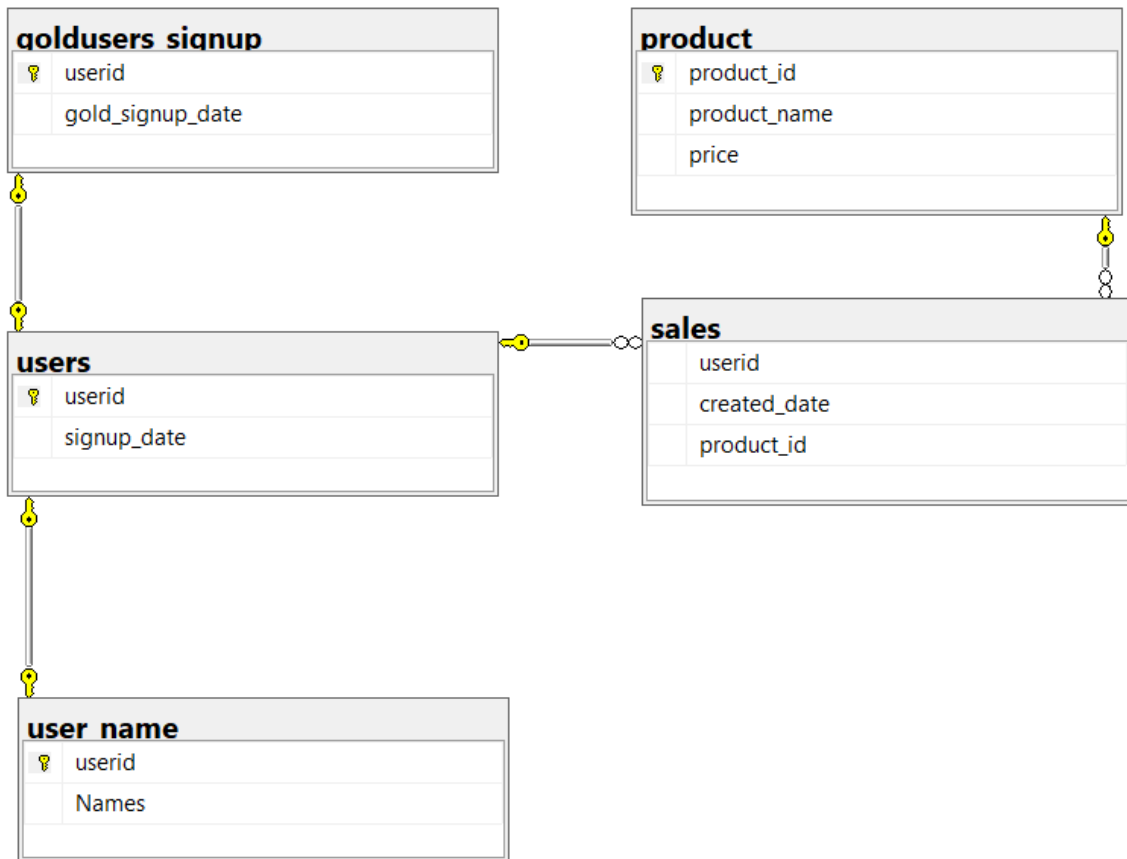 goldusers_signup
userid
gold_signup_date
product
product_id
product_name
price
users
userid
signup_date
sales
userid
created_date
product_id
user_name
userid
Names